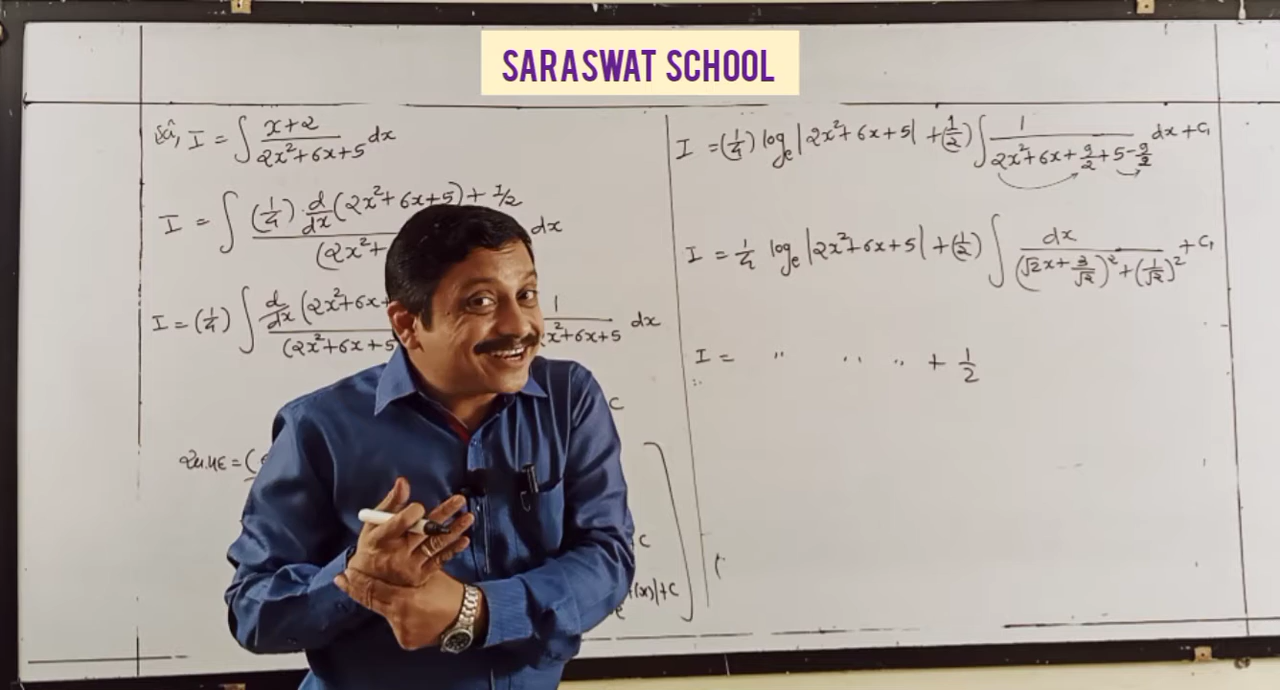 SARASWAT SCHOOL
I = ∫ (x+2)/(2x²+6x+5) dx
I = ∫ (1/4) d/dx (2x²+6x+5) + 1/2
(2x²+ dx
I = (1/4) ∫ d/dx (2x²+6x+
(2x²+6x+5
1
x²+6x+5 dx
C
= (
C
(x)|+C
e
I = (1/4) logₑ|2x²+6x+5| + (1/2) ∫ 1/(2x²+6x+9/2+5-9/2) dx + C₁
I = 1/4 logₑ|2x²+6x+5| + (1/2) ∫ dx/((√2x+3/√2)²+(1/√2)²) + C₁
I = " " " + 1/2
(